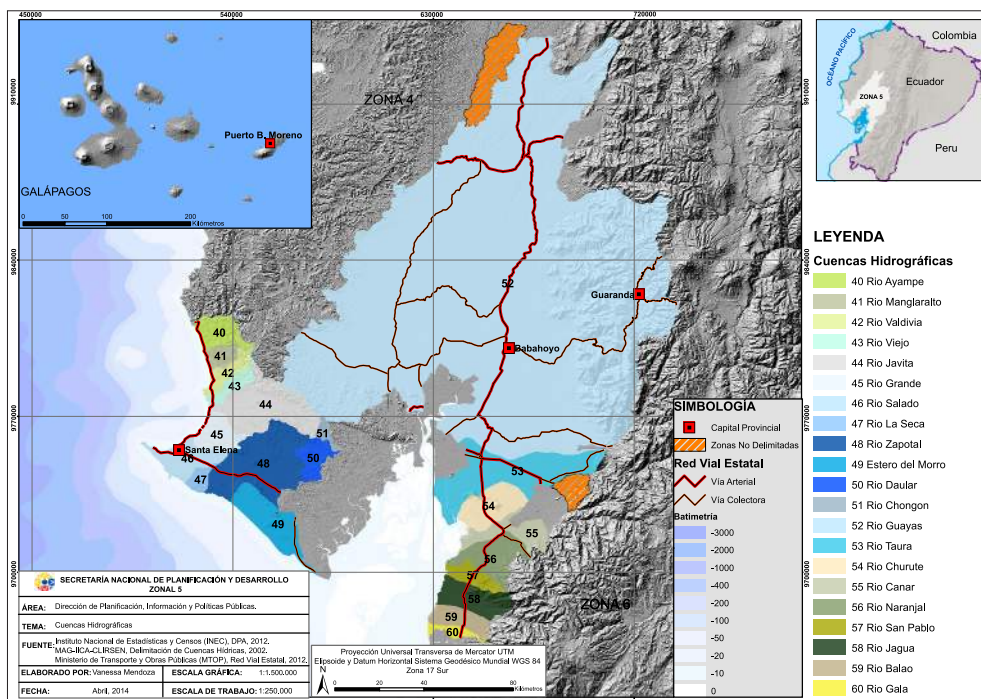 450000
540000
630000
720000
9910000
9840000
9770000
9700000
9910000
9840000
9770000
9700000
630000
720000
Puerto B. Moreno
GALÁPAGOS
0 50 100 200
Kilómetros
ZONA 4
ZONA 6
Guaranda
Babahoyo
Santa Elena
40
41
42
43
44
45
46
47
48
49
50
51
52
53
54
55
56
57
58
59
60
OCÉANO PACÍFICO
Colombia
Ecuador
ZONA 5
Peru
LEYENDA
Cuencas Hidrográficas
40 Rio Ayampe
41 Rio Manglaralto
42 Rio Valdivia
43 Rio Viejo
44 Rio Javita
45 Rio Grande
46 Rio Salado
47 Rio La Seca
48 Rio Zapotal
49 Estero del Morro
50 Rio Daular
51 Rio Chongon
52 Rio Guayas
53 Rio Taura
54 Rio Churute
55 Rio Canar
56 Rio Naranjal
57 Rio San Pablo
58 Rio Jagua
59 Rio Balao
60 Rio Gala
SIMBOLOGÍA
Capital Provincial
Zonas No Delimitadas
Red Vial Estatal
Vía Arterial
Vía Colectora
Batimetría
-3000
-2000
-1000
-400
-200
-100
-50
-20
-10
0
SECRETARÍA NACIONAL DE PLANIFICACIÓN Y DESARROLLO
ZONAL 5
ÁREA: Dirección de Planificación, Información y Políticas Públicas.
TEMA: Cuencas Hidrográficas
FUENTE: Instituto Nacional de Estadísticas y Censos (INEC), DPA, 2012.
MAG-IICA-CLIRSEN, Delimitación de Cuencas Hídricas, 2002.
Ministerio de Transporte y Obras Públicas (MTOP), Red Vial Estatal, 2012.
ELABORADO POR: Vanessa Mendoza ESCALA GRÁFICA: 1:1.500.000
FECHA: Abril, 2014 ESCALA DE TRABAJO: 1:250.000
Proyección Universal Transversa de Mercator UTM
Elipsoide y Datum Horizontal Sistema Geodésico Mundial WGS 84
Zona 17 Sur
N
0 20 40 80
Kilómetros